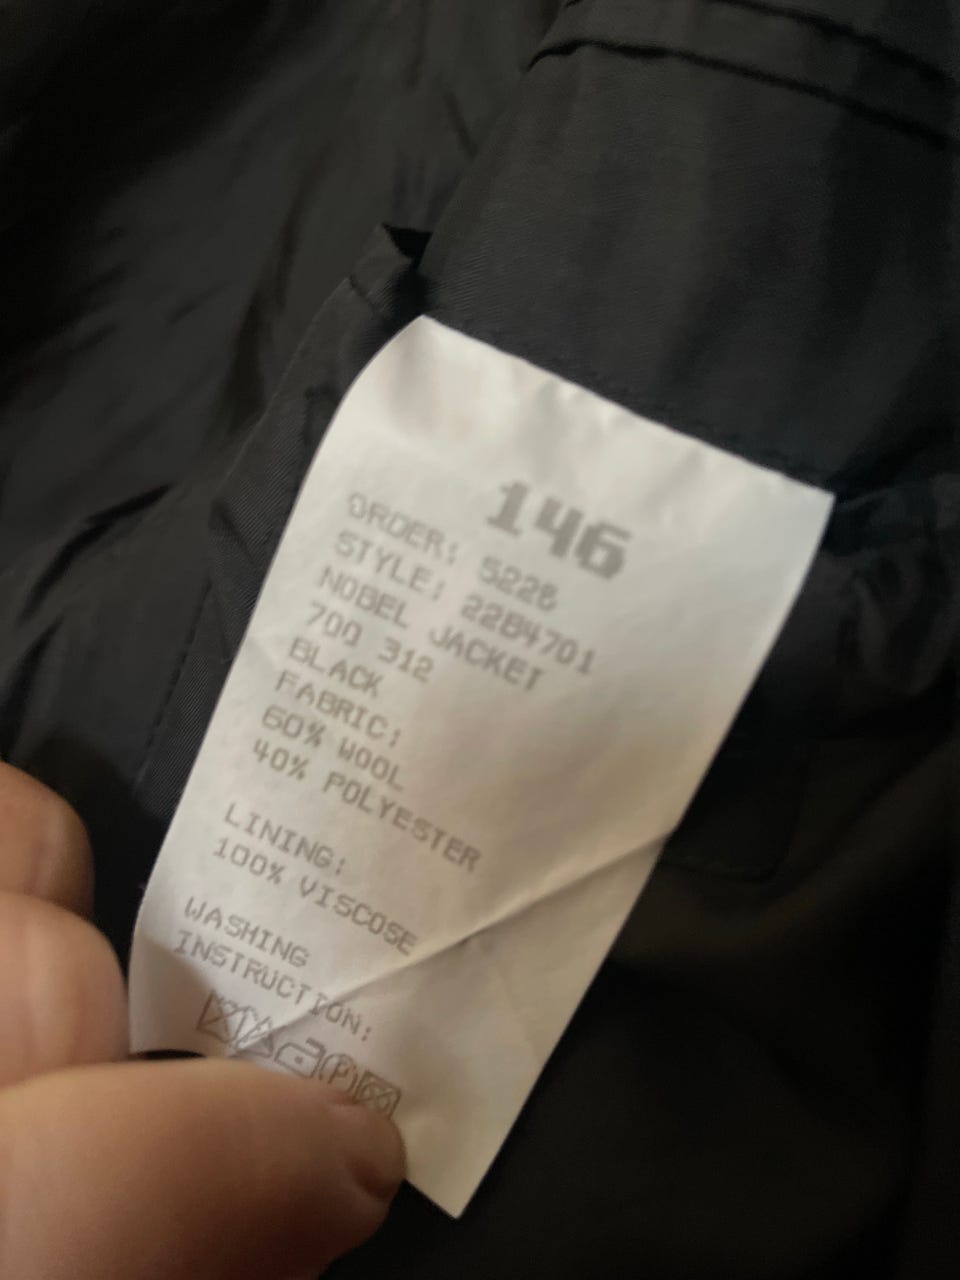 146
ORDER: 5228
STYLE: 2284701
NOBEL JACKET
700 312
BLACK
FABRIC:
60% WOOL
40% POLYESTER
LINING:
100% VISCOSE
WASHING
INSTRUCTION:
P